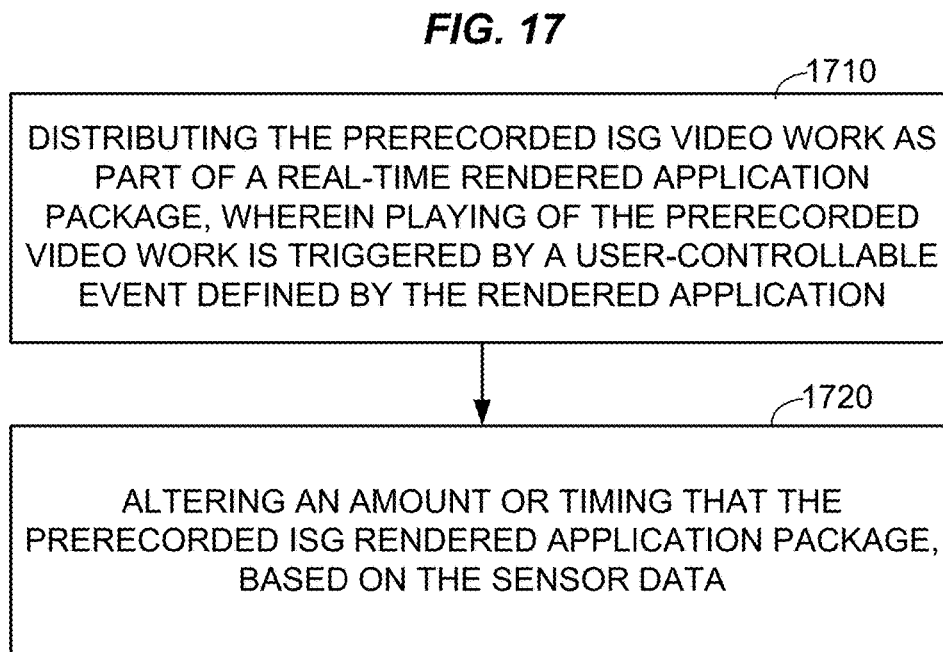 FIG. 17
1710
DISTRIBUTING THE PRERECORDED ISG VIDEO WORK AS
PART OF A REAL-TIME RENDERED APPLICATION
PACKAGE, WHEREIN PLAYING OF THE PRERECORDED
VIDEO WORK IS TRIGGERED BY A USER-CONTROLLABLE
EVENT DEFINED BY THE RENDERED APPLICATION
1720
ALTERING AN AMOUNT OR TIMING THAT THE
PRERECORDED ISG RENDERED APPLICATION PACKAGE,
BASED ON THE SENSOR DATA